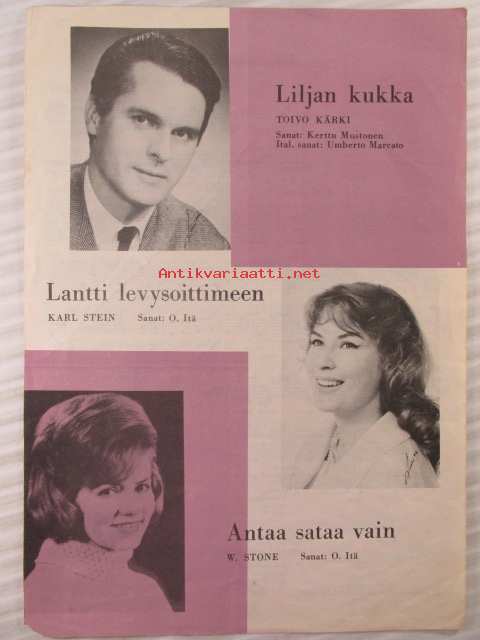 Liljan kukka
TOIVO KÄRKI
Sanat: Kerttu Mustonen
Ital. sanat: Umberto Marcato
Antikvariaatti.net
Lantti levysoittimeen
KARL STEIN Sanat: O. Itä
Antaa sataa vain
W. STONE Sanat: O. Itä